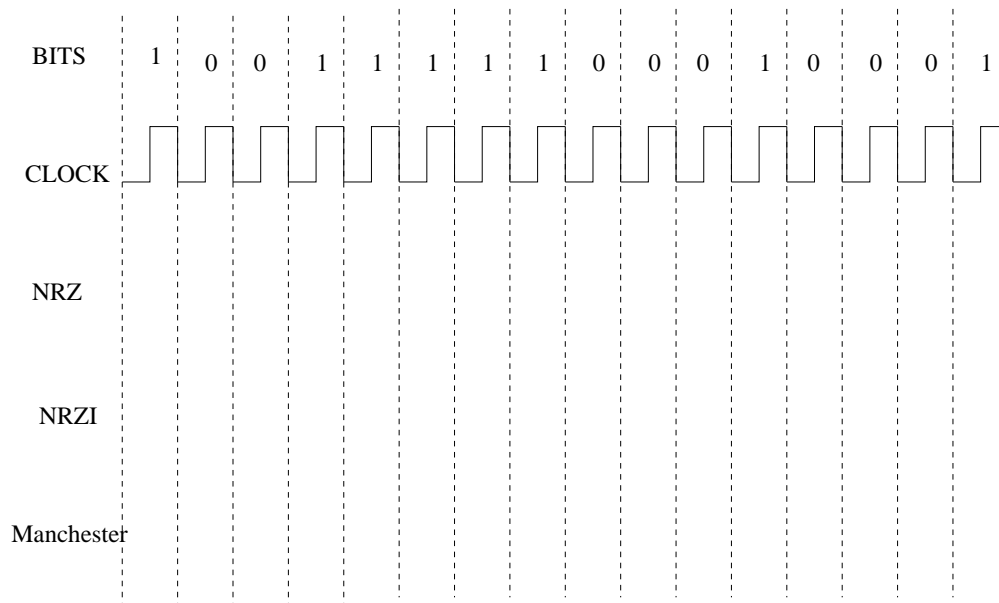 BITS 1 0 0 1 1 1 1 1 0 0 0 1 0 0 0 1
CLOCK
NRZ
NRZI
Manchester